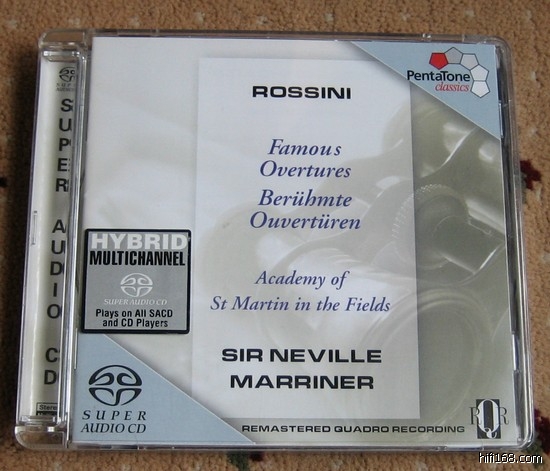 PENTATONE
classics
ROSSINI
Famous
Overtures
Berühmte
Ouvertüren
Academy of
St Martin in the Fields
SIR NEVILLE
MARRINER
SUPER AUDIO CD
HYBRID
MULTICHANNEL
SUPER AUDIO CD
Plays on All SACD
and CD Players
Stereo
SUPER
AUDIO CD
REMASTERED QUADRO RECORDING
RQR
hifi168.com